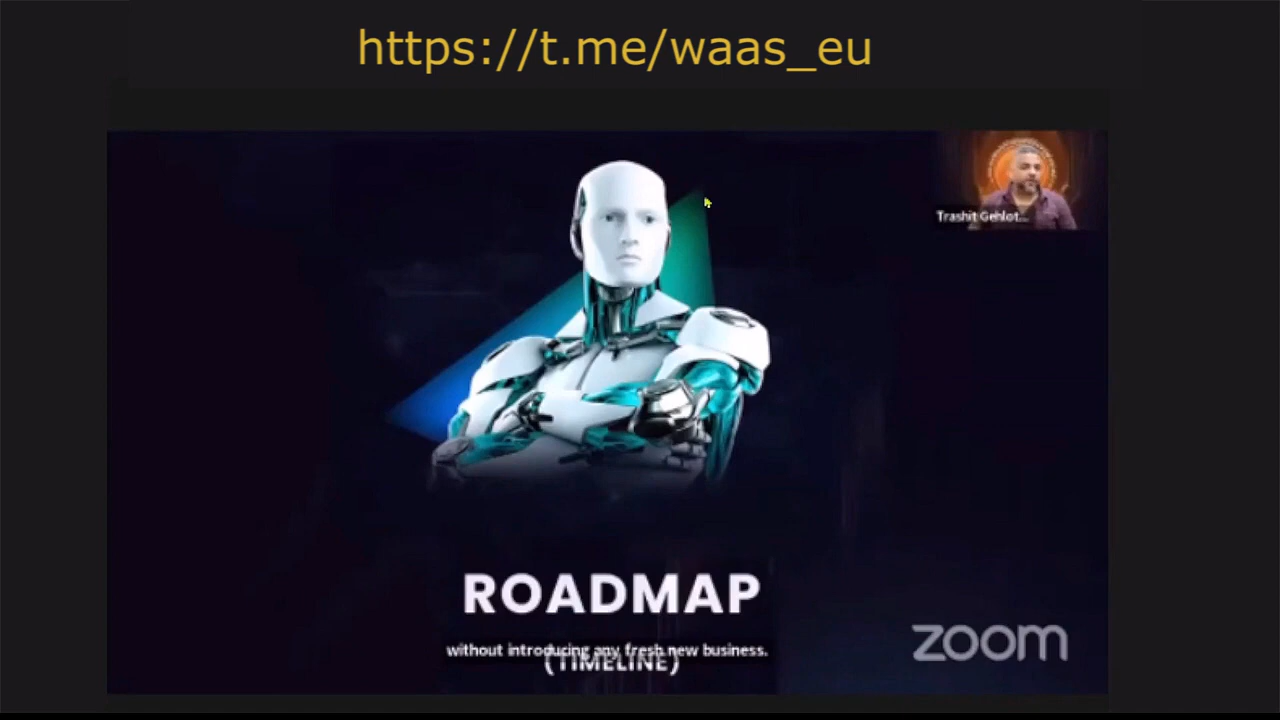 https://t.me/waas_eu
Trashit Gehlot...
ROADMAP
without introducing any fresh new business.
(TIMELINE)
zoom